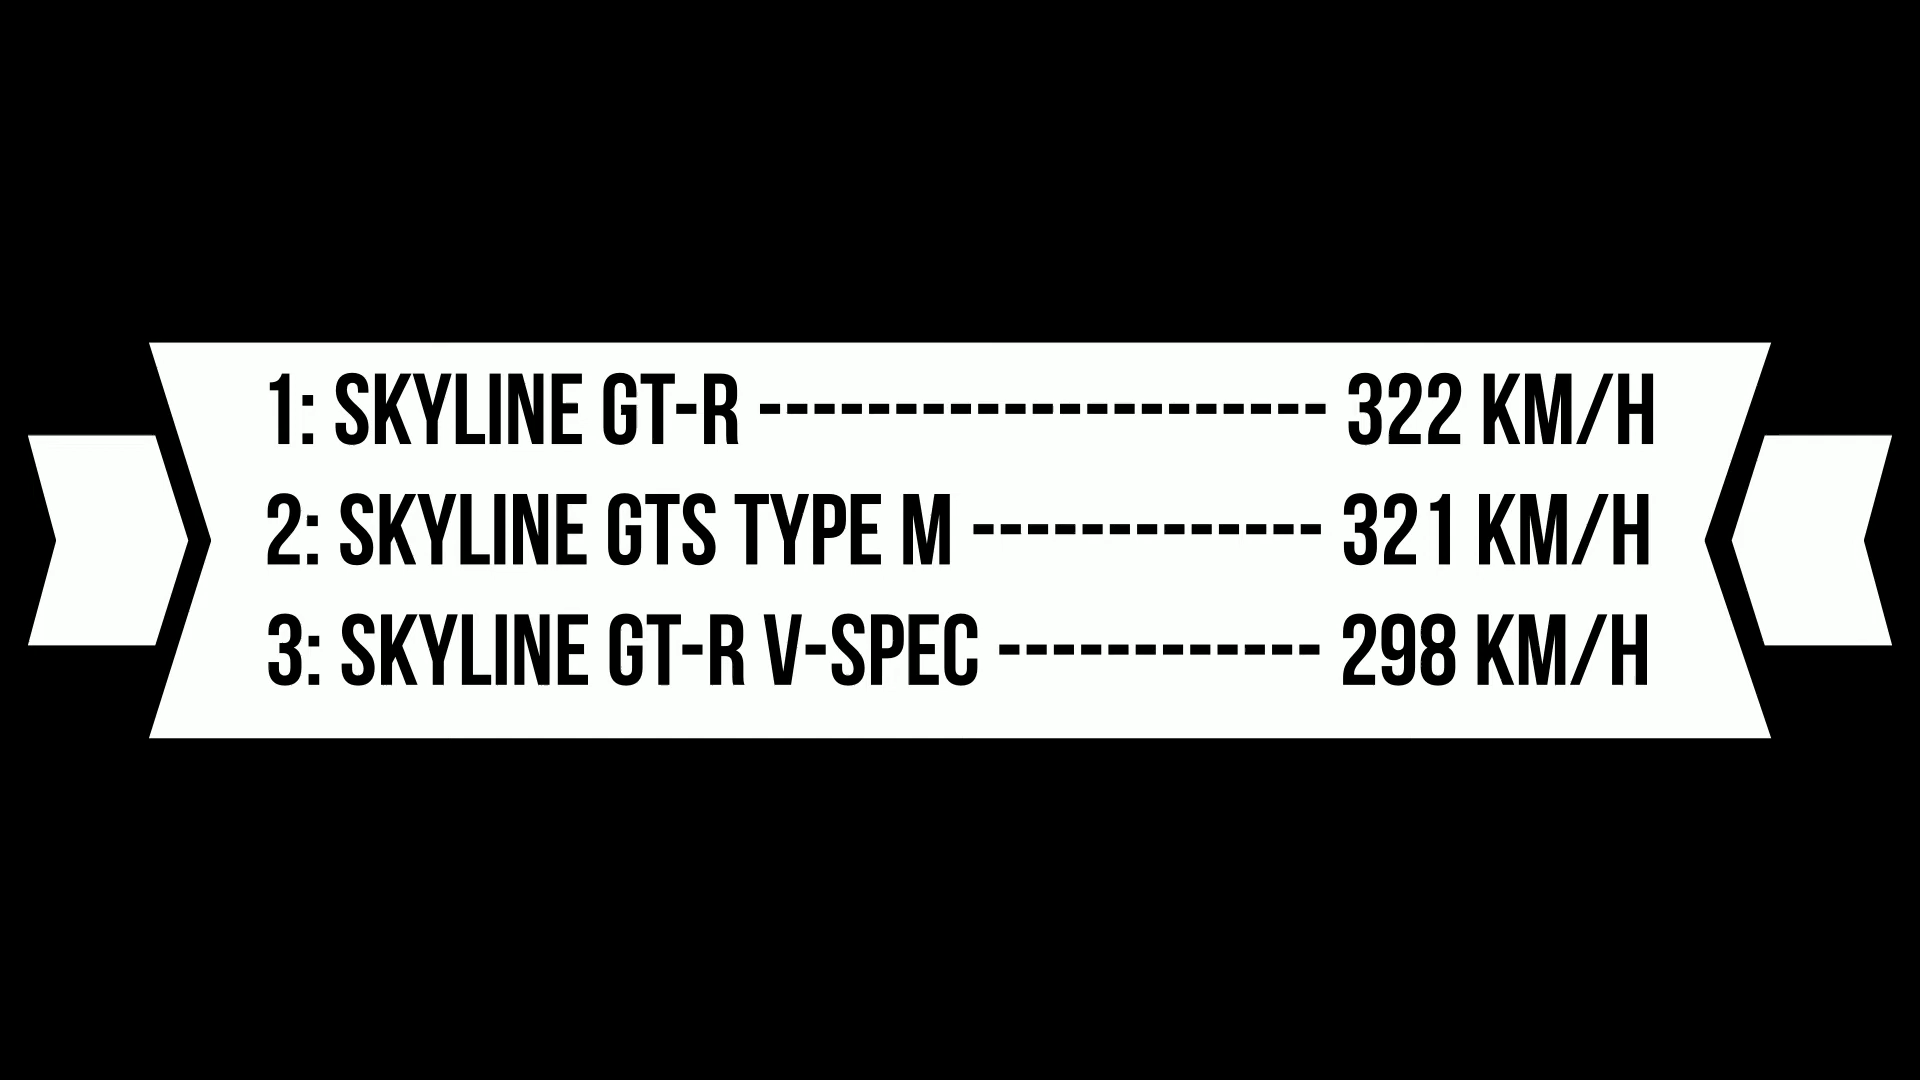 1: SKYLINE GT-R --------------------- 322 KM/H
2: SKYLINE GTS TYPE M ------------- 321 KM/H
3: SKYLINE GT-R V-SPEC ------------ 298 KM/H